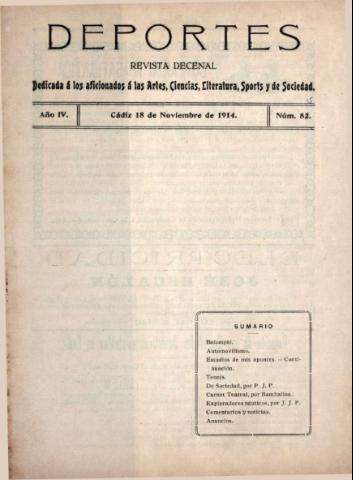 DEPORTES
REVISTA DECENAL
Dedicada á los aficionados á las Artes, Ciencias, Literatura, Sports y de Sociedad.
Año IV.
Cádiz 18 de Noviembre de 1914.
Núm. 82.
SUMARIO
Balompié.
Automovilismo.
Estudios de mis apuntes. — Conti-
nuación.
Tennis.
De Sociedad, por P. J. P.
Carnet Teatral, por Bambalina.
Exploradores náuticos, por J. J. P.
Comentarios y noticias.
Anuncios.